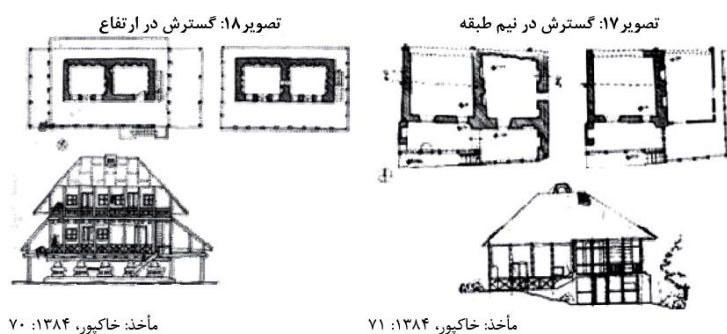 تصویر۱۷: گسترش در نیم طبقه
تصویر۱۸: گسترش در ارتفاع
مأخذ: خاکپور، ۱۳۸۴: ۷۱
مأخذ: خاکپور، ۱۳۸۴: ۷۰